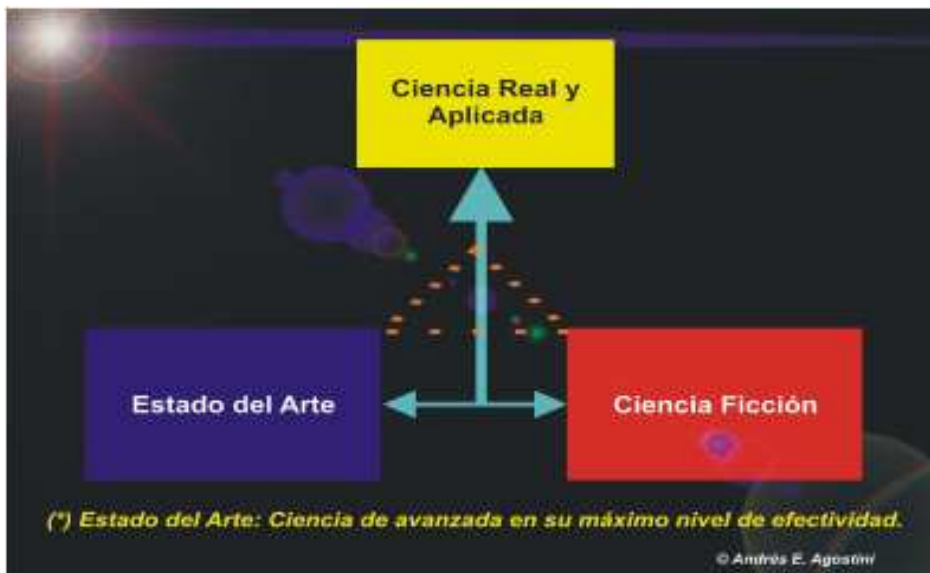 Ciencia Real y
Aplicada
Estado del Arte
Ciencia Ficción
(*) Estado del Arte: Ciencia de avanzada en su máximo nivel de efectividad.
© Andrés E. Agostini